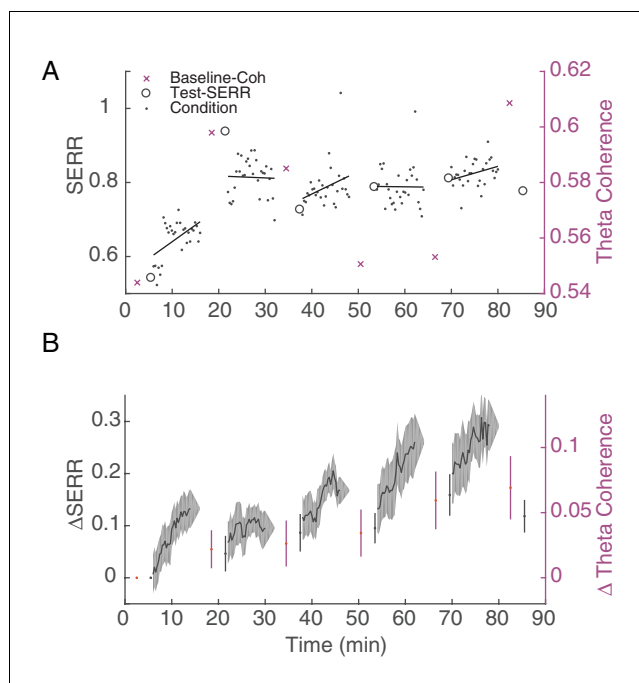 A
Baseline-Coh
Test-SERR
Condition
SERR
1
0.8
0.6
0.62
0.6
0.58
0.56
0.54
Theta Coherence
0 10 20 30 40 50 60 70 80 90
B
ΔSERR
0.3
0.2
0.1
0
0.1
0.05
0
Δ Theta Coherence
0 10 20 30 40 50 60 70 80 90
Time (min)